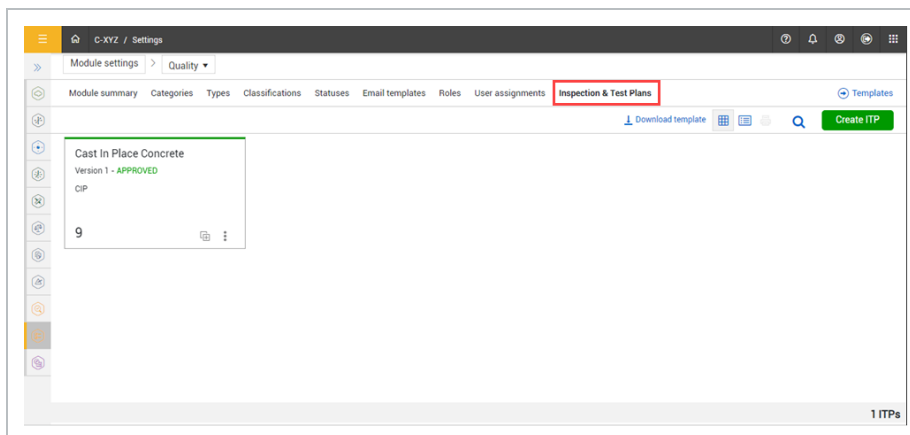 C-XYZ / Settings
Module settings > Quality
Module summary Categories Types Classifications Statuses Email templates Roles User assignments Inspection & Test Plans Templates
Download template Create ITP
Cast In Place Concrete
Version 1 - APPROVED
CIP
9
1 ITPs